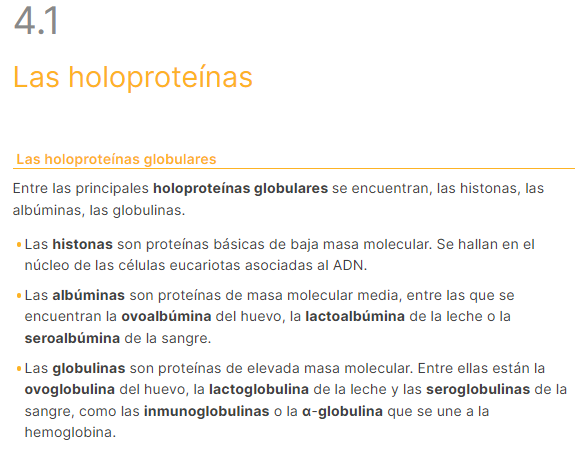 4.1
Las holoproteínas
Las holoproteínas globulares
Entre las principales holoproteínas globulares se encuentran, las histonas, las
albúminas, las globulinas.
• Las histonas son proteínas básicas de baja masa molecular. Se hallan en el
núcleo de las células eucariotas asociadas al ADN.
• Las albúminas son proteínas de masa molecular media, entre las que se
encuentran la ovoalbúmina del huevo, la lactoalbúmina de la leche o la
seroalbúmina de la sangre.
• Las globulinas son proteínas de elevada masa molecular. Entre ellas están la
ovoglobulina del huevo, la lactoglobulina de la leche y las seroglobulinas de la
sangre, como las inmunoglobulinas o la α-globulina que se une a la
hemoglobina.